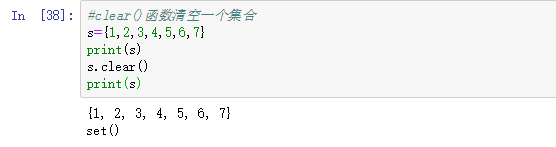 In [38]: #clear()函数清空一个集合
s={1,2,3,4,5,6,7}
print(s)
s.clear()
print(s)
{1, 2, 3, 4, 5, 6, 7}
set()